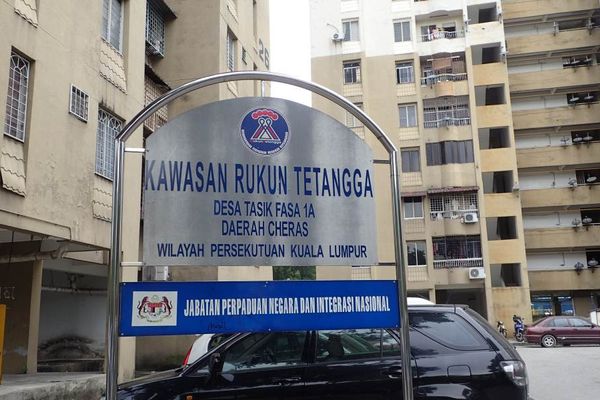 KAWASAN RUKUN TETANGGA
DESA TASIK FASA 1A
DAERAH CHERAS
WILAYAH PERSEKUTUAN KUALA LUMPUR
JABATAN PERPADUAN NEGARA DAN INTEGRASI NASIONAL